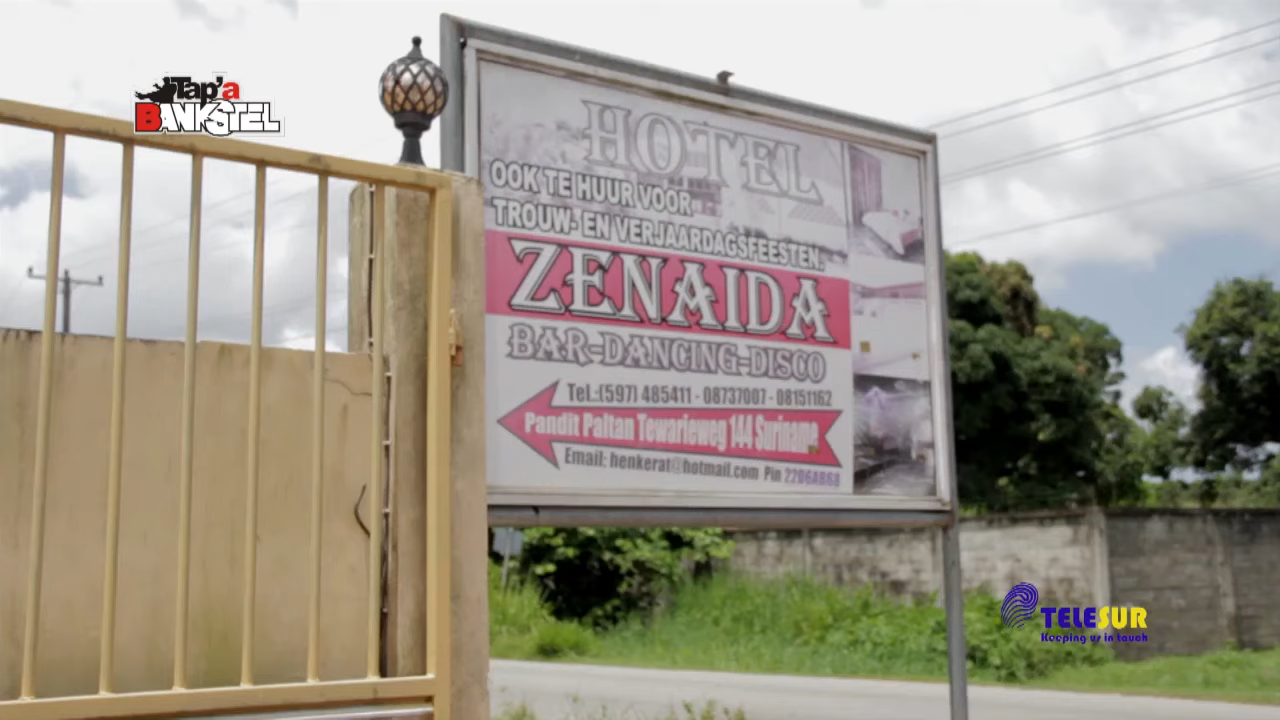 Tap'a
BANKSTEL
HOTEL
OOK TE HUUR VOOR
TROUW- EN VERJAARDAGSFEESTEN.
ZENAIDA
BAR-DANCING-DISCO
Tel.:(597) 485411 - 08737007 - 08151162
Pandit Paltan Tewarieweg 144 Suriname
Email; henkerat@hotmail.com Pin 22D6AB68
TELESUR
Keeping us in touch